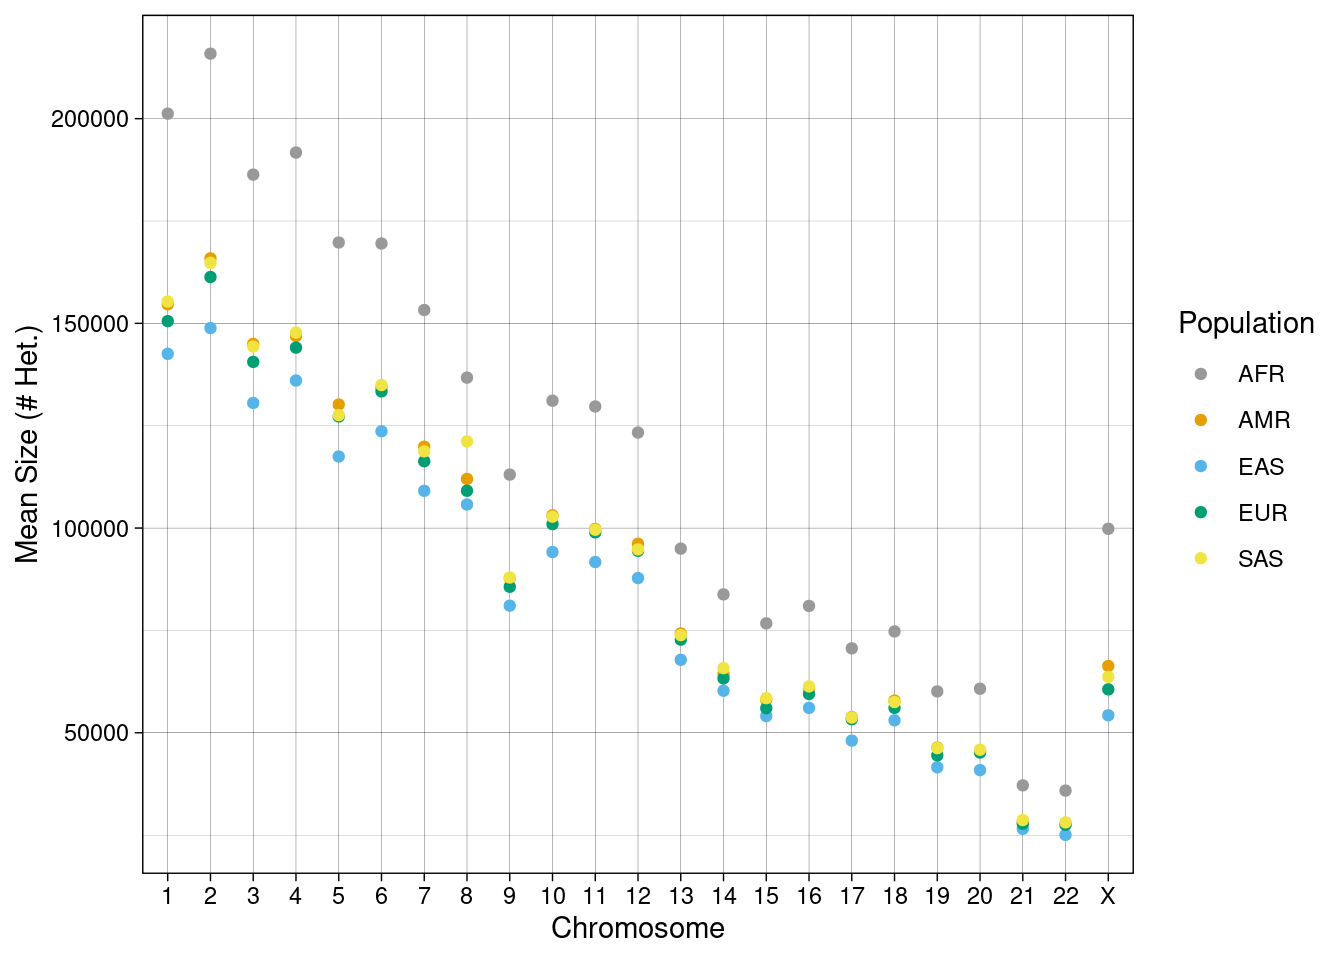 200000
150000
100000
50000
Mean Size (# Het.)
1 2 3 4 5 6 7 8 9 10 11 12 13 14 15 16 17 18 19 20 21 22 X
Chromosome
Population
AFR
AMR
EAS
EUR
SAS